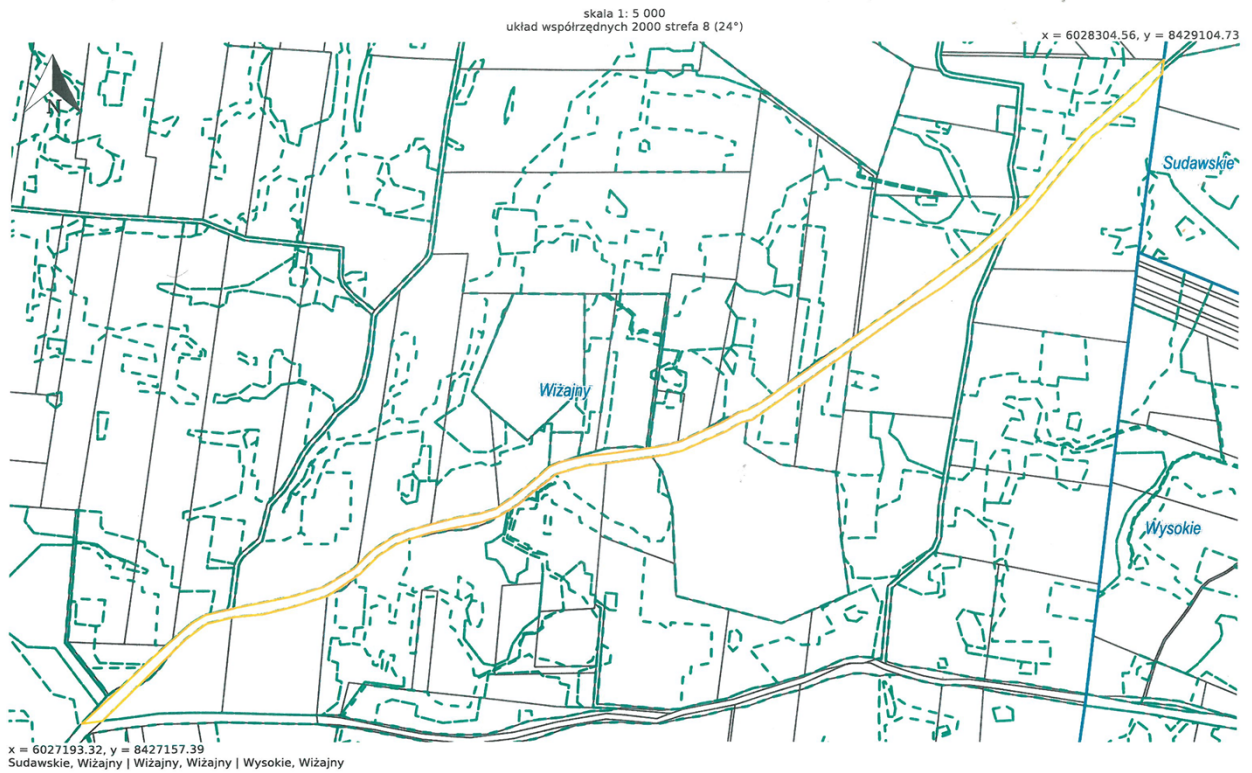 skala 1: 5 000
układ współrzędnych 2000 strefa 8 (24°)
x = 6028304.56, y = 8429104.73
N
Sudawskie
Wiżajny
Wysokie
x = 6027193.32, y = 8427157.39
Sudawskie, Wiżajny | Wiżajny, Wiżajny | Wysokie, Wiżajny